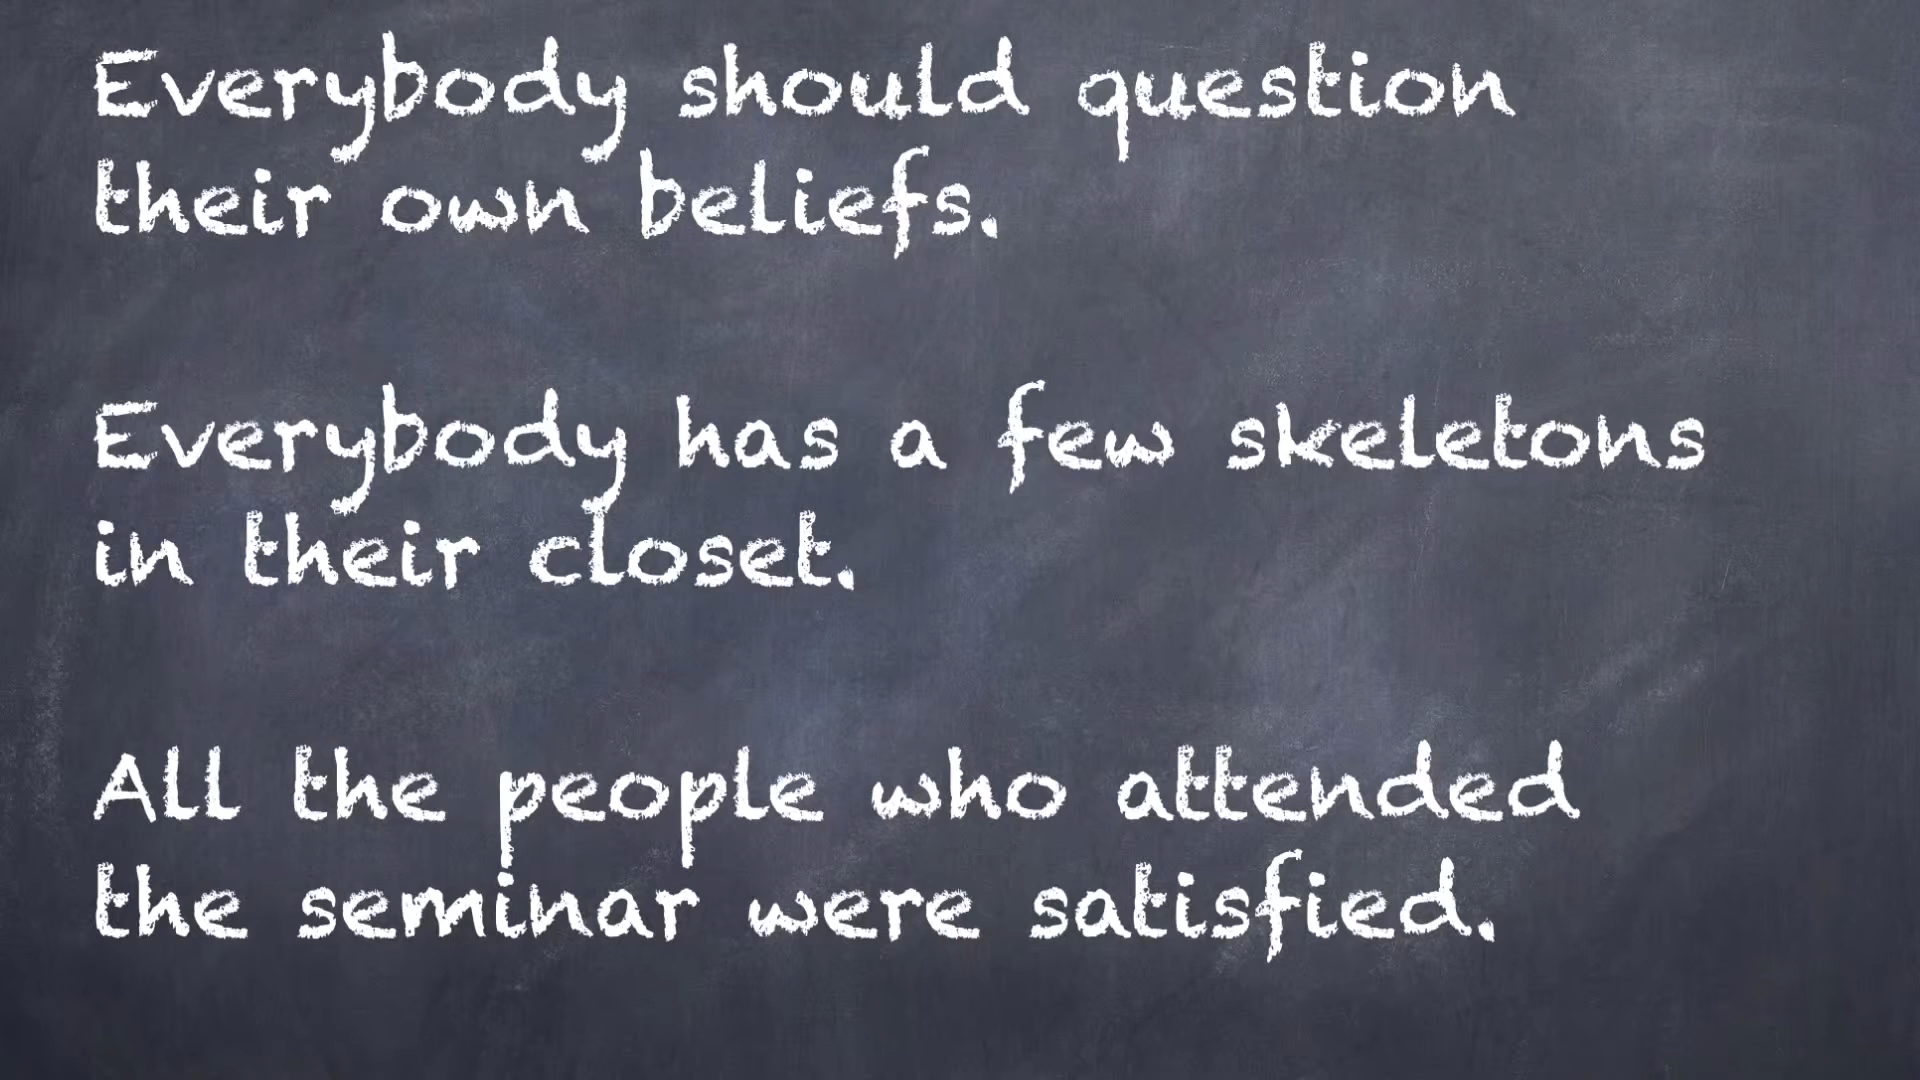 Everybody should question
their own beliefs.
Everybody has a few skeletons
in their closet.
All the people who attended
the seminar were satisfied.